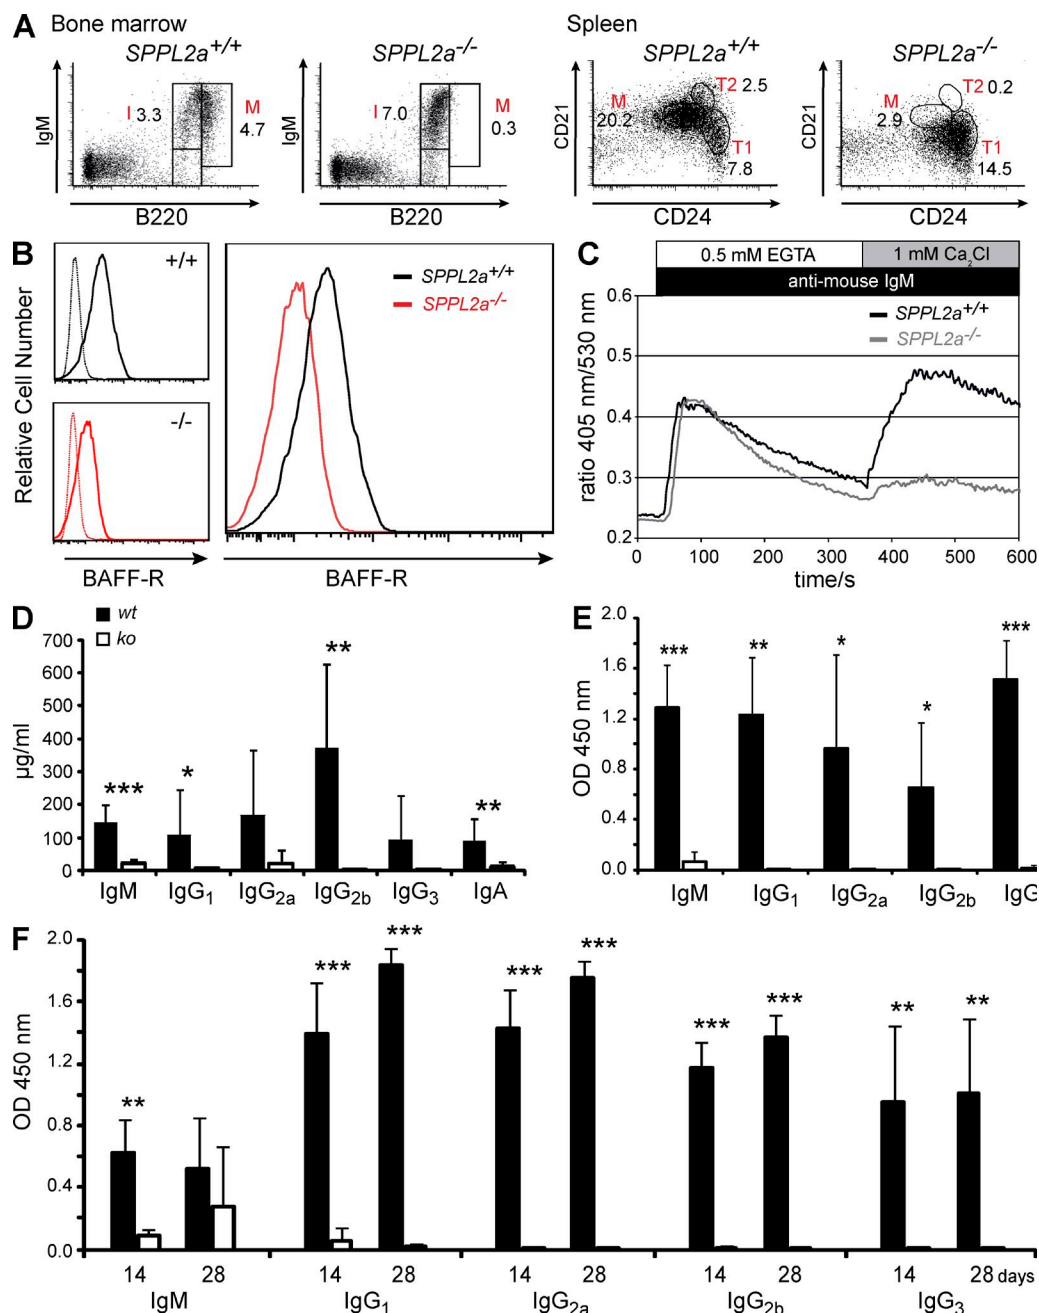 A Bone marrow Spleen
SPPL2a+/+ SPPL2a-/- SPPL2a+/+ SPPL2a-/-
IgM I 3.3 M 4.7 B220
IgM I 7.0 M 0.3 B220
CD21 M 20.2 T2 2.5 T1 7.8 CD24
CD21 M 2.9 T2 0.2 T1 14.5 CD24
B
Relative Cell Number
+/+
-/-
BAFF-R
SPPL2a+/+
SPPL2a-/-
BAFF-R
C
0.5 mM EGTA 1 mM Ca2Cl
anti-mouse IgM
SPPL2a+/+
SPPL2a-/-
ratio 405 nm/530 nm
0.6
0.5
0.4
0.3
0.2
0 100 200 300 400 500 600
time/s
D
wt
ko
µg/ml
700
600
500
400
300
200
100
0
*** * ** **
IgM IgG1 IgG2a IgG2b IgG3 IgA
E
OD 450 nm
2.0
1.6
1.2
0.8
0.4
0.0
*** ** * * ***
IgM IgG1 IgG2a IgG2b IgG
F
OD 450 nm
2.0
1.6
1.2
0.8
0.4
0.0
** *** *** *** *** *** *** ** **
14 28 14 28 14 28 14 28 14 28 days
IgM IgG1 IgG2a IgG2b IgG3